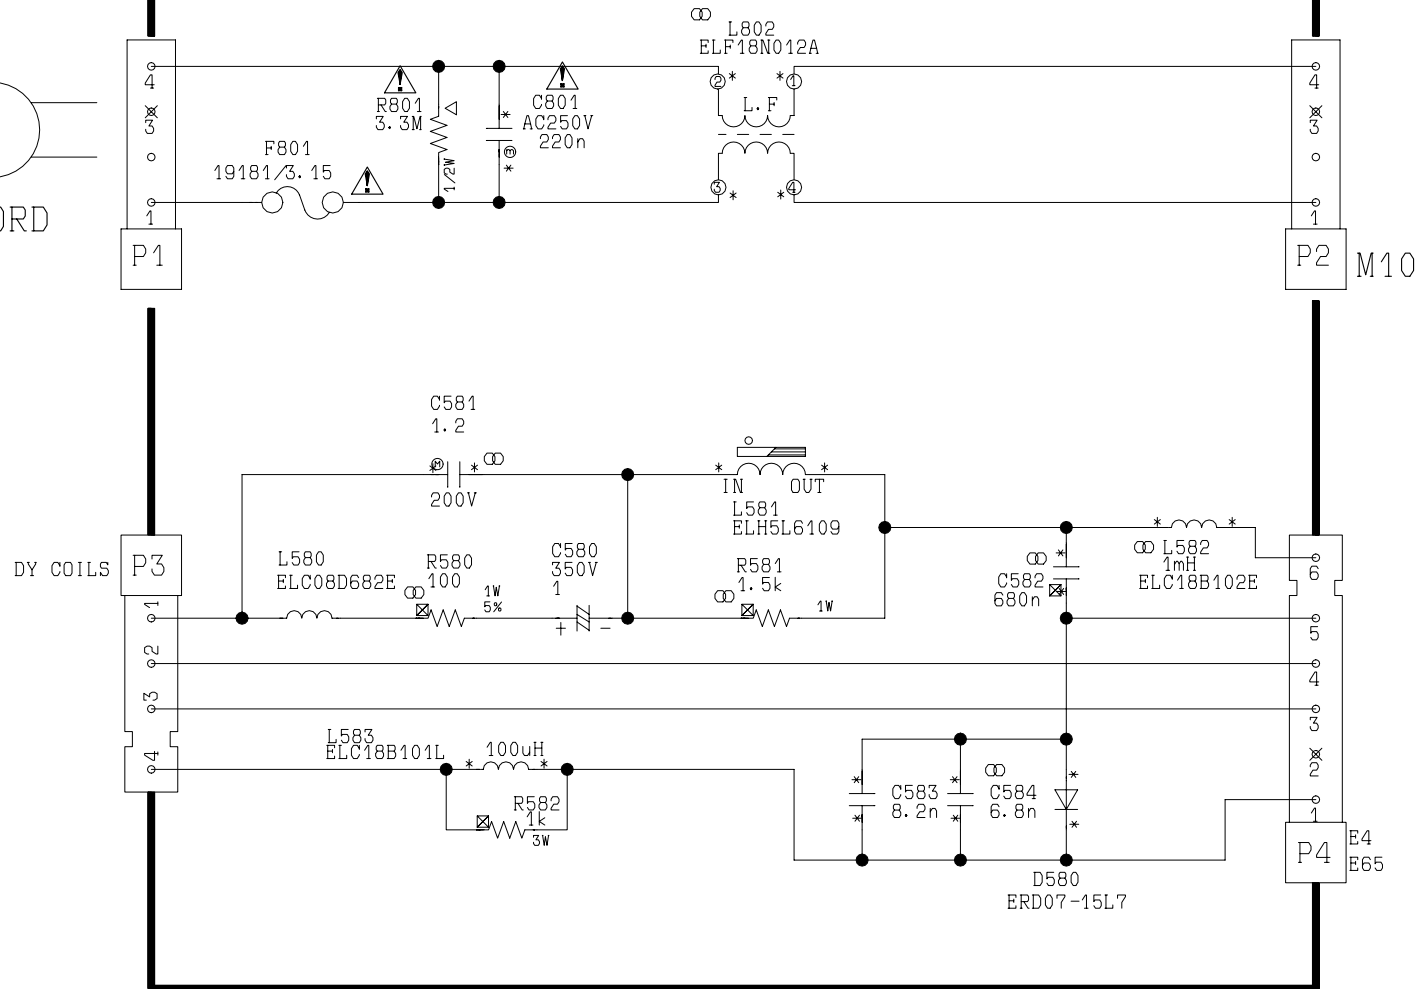 L802
ELF18N012A
4
3
1
P1
ORD
F801
19181/3.15
R801
3.3M
1/2W
C801
AC250V
220n
M
2
*
*
1
L.F
3
*
*
4
4
3
1
P2
M10
C581
1.2
M
*
*
200V
*
*
IN
OUT
L581
ELH5L6109
DY COILS
P3
1
2
3
4
L580
ELC08D682E
R580
100
1W
5%
C580
350V
1
+
-
R581
1.5k
1W
C582
680n
*
*
*
*
L582
1mH
ELC18B102E
6
5
4
3
2
1
P4
E4
E65
L583
ELC18B101L
100uH
*
*
R582
1k
3W
C583
8.2n
*
*
C584
6.8n
*
*
*
*
D580
ERD07-15L7